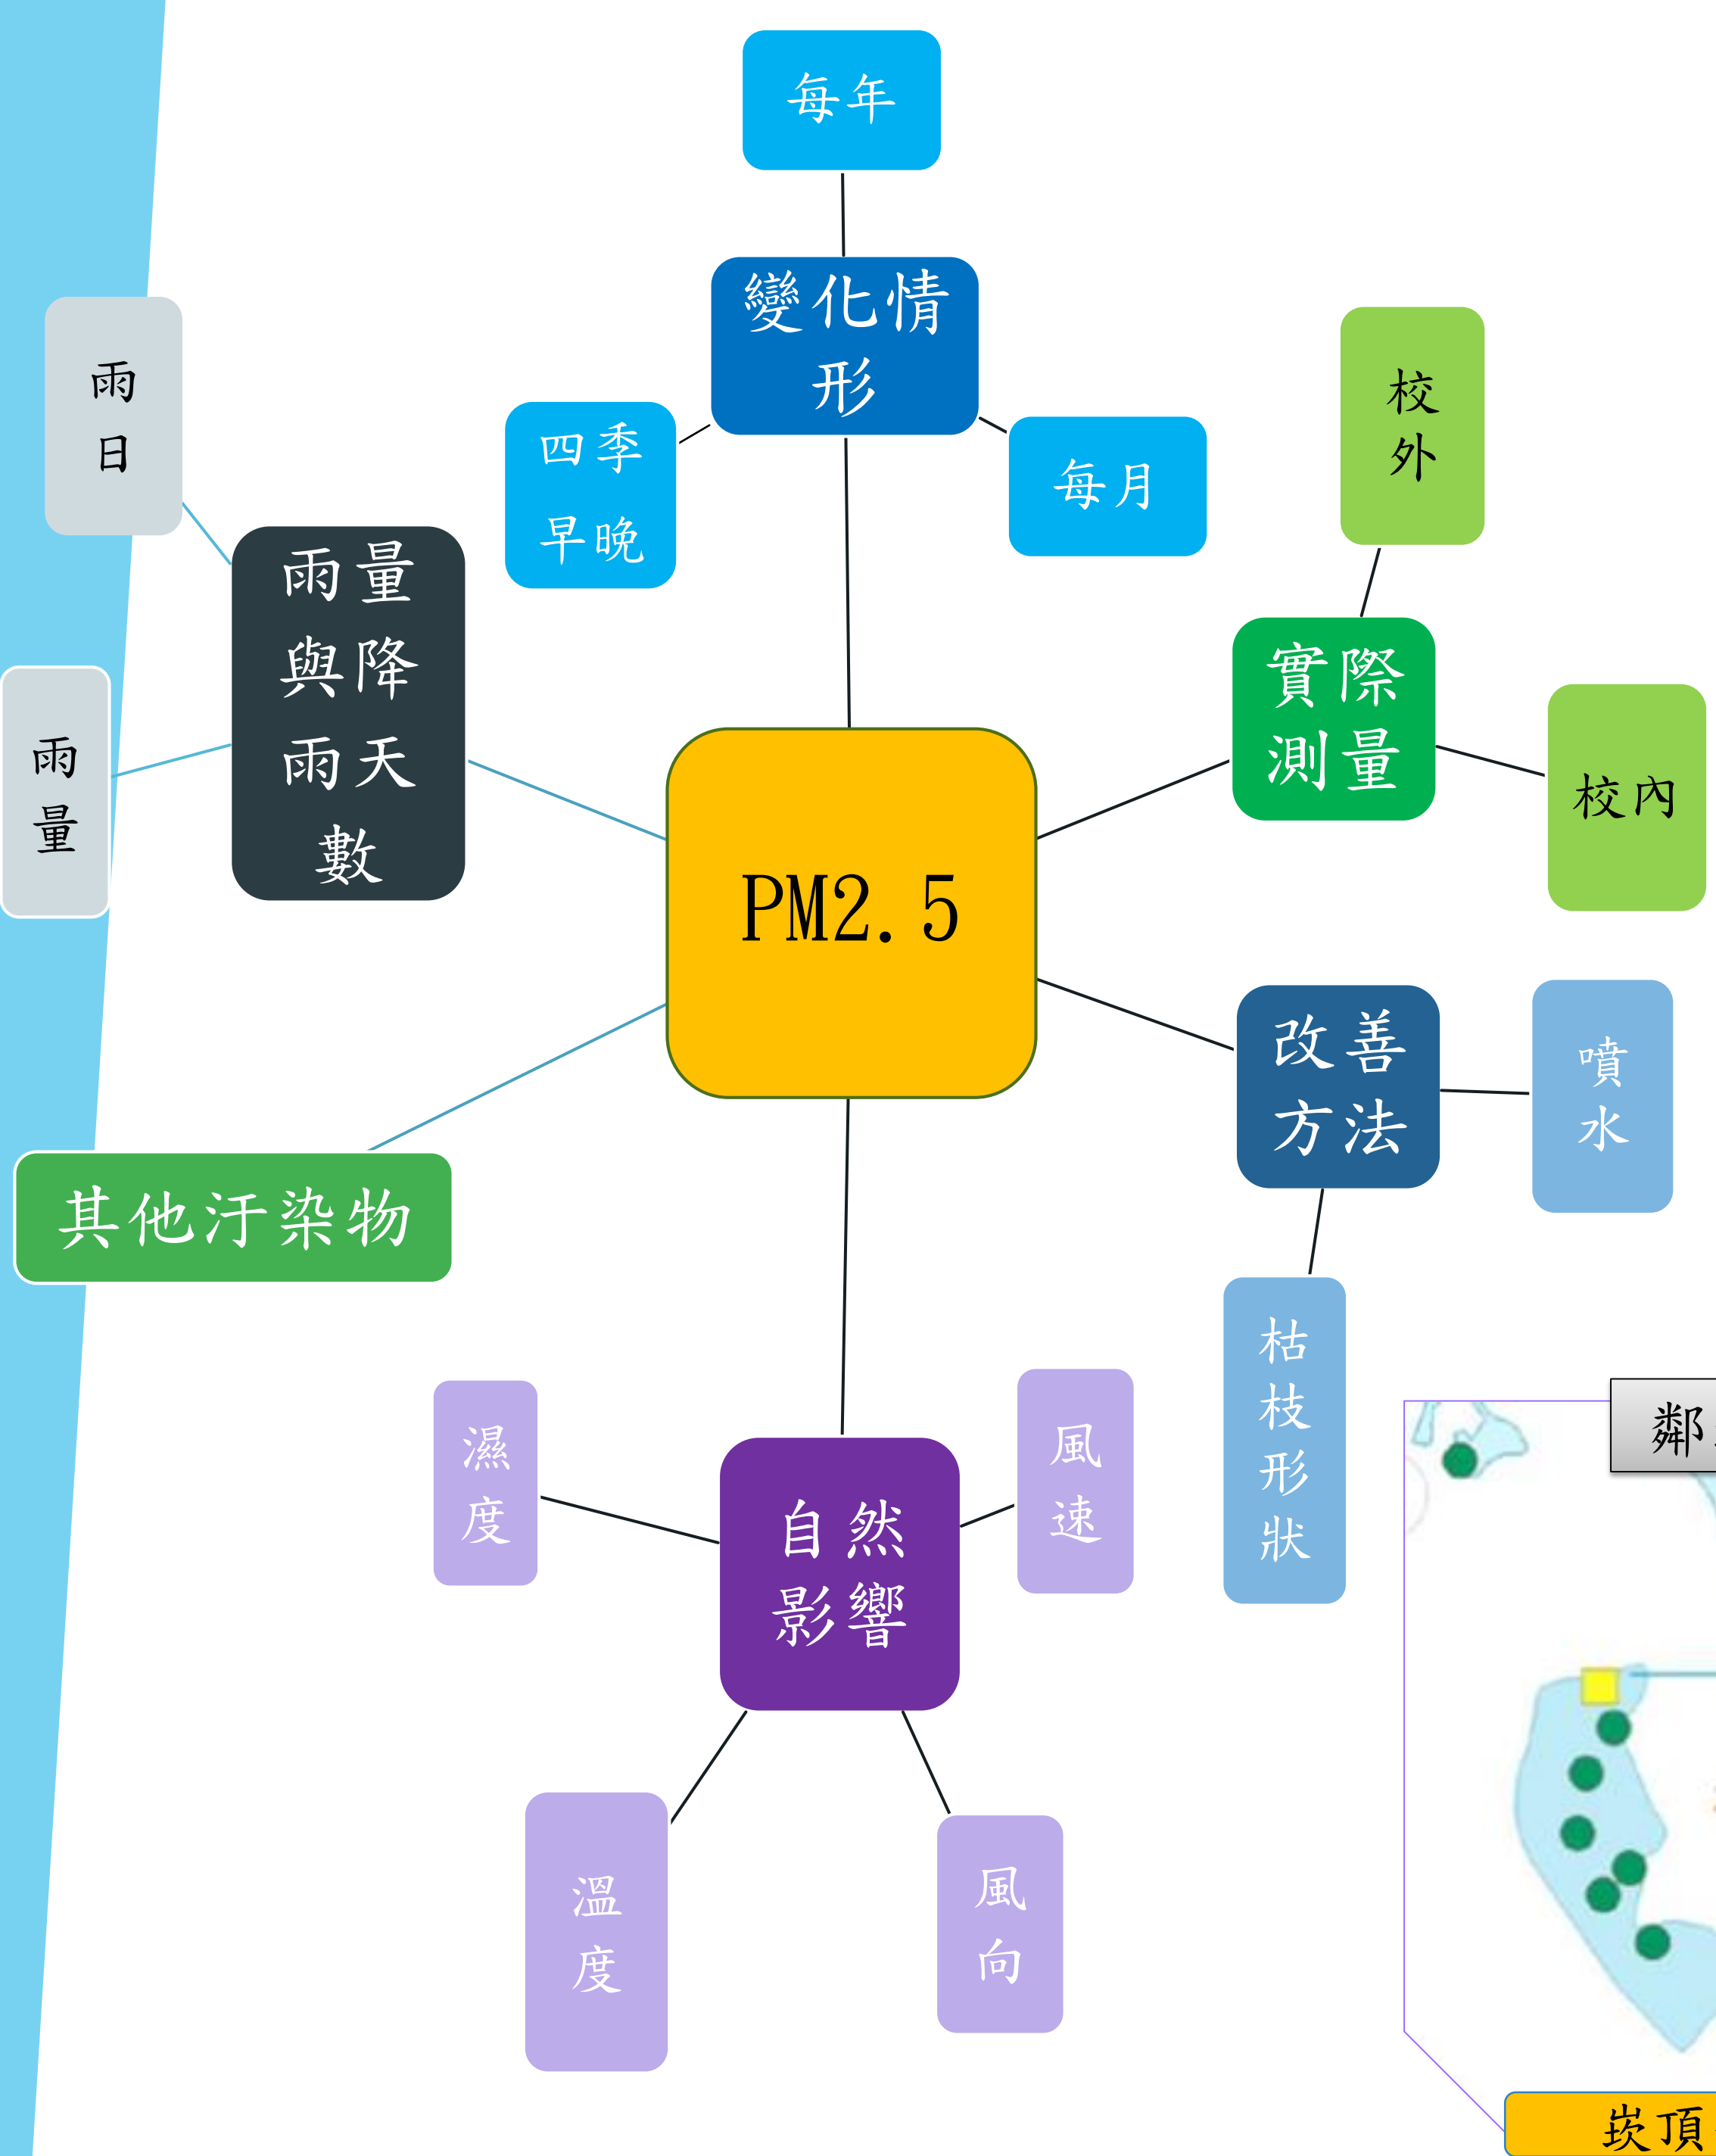 每年
變化情
形
四季
早晚
每月
校
外
實際
測量
校內
雨
日
雨量
與降
雨天
數
雨
量
PM2.5
改善
方法
噴
水
枯
枝
形
狀
其他汙染物
濕
度
自然
影響
風
速
溫
度
風
向
鄰
崁頂